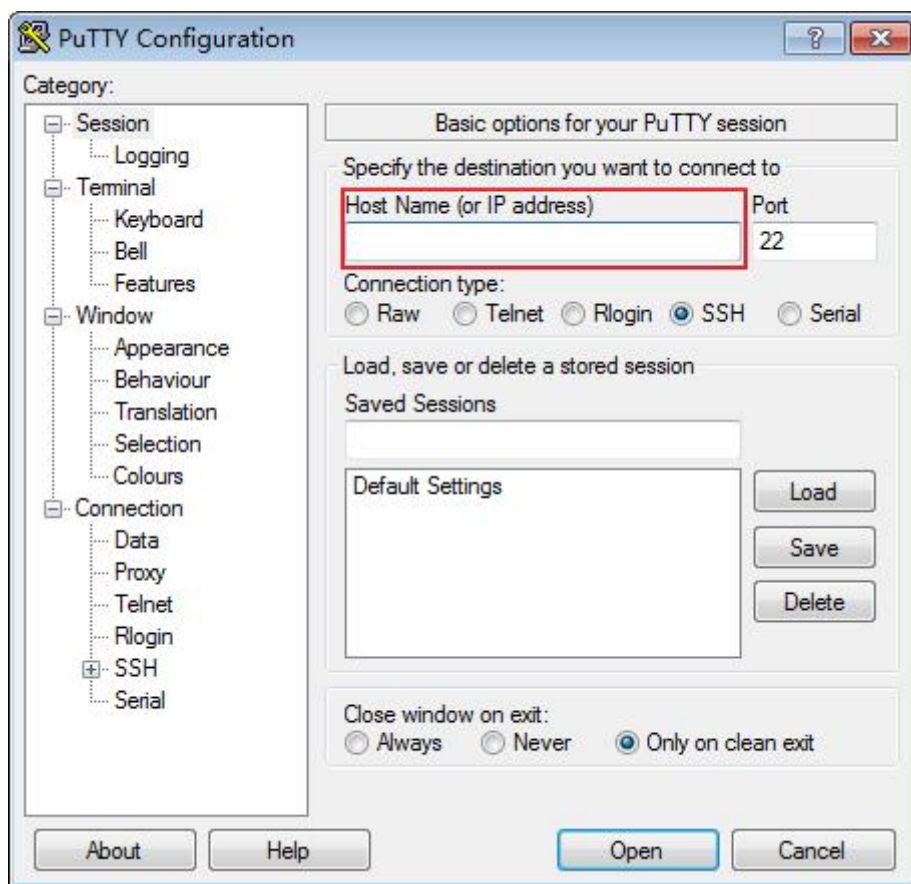 PuTTY Configuration
Category:
Session
Logging
Terminal
Keyboard
Bell
Features
Window
Appearance
Behaviour
Translation
Selection
Colours
Connection
Data
Proxy
Telnet
Rlogin
SSH
Serial
Basic options for your PuTTY session
Specify the destination you want to connect to
Host Name (or IP address) Port
22
Connection type:
Raw Telnet Rlogin SSH Serial
Load, save or delete a stored session
Saved Sessions
Default Settings
Load
Save
Delete
Close window on exit:
Always Never Only on clean exit
About Help Open Cancel